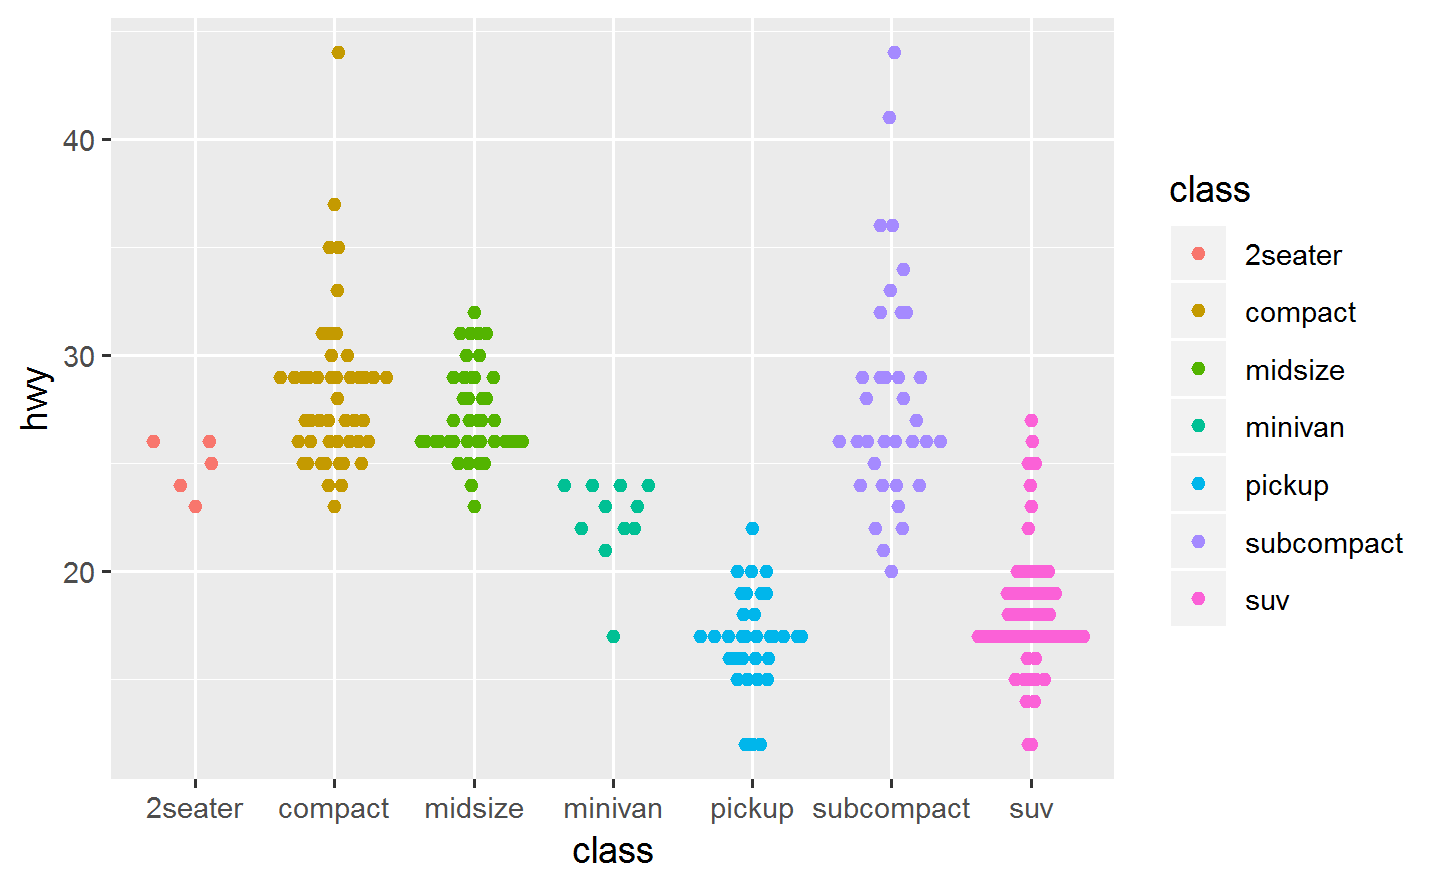 hwy
40
30
20
2seater compact midsize minivan pickup subcompact suv
class
class
2seater
compact
midsize
minivan
pickup
subcompact
suv